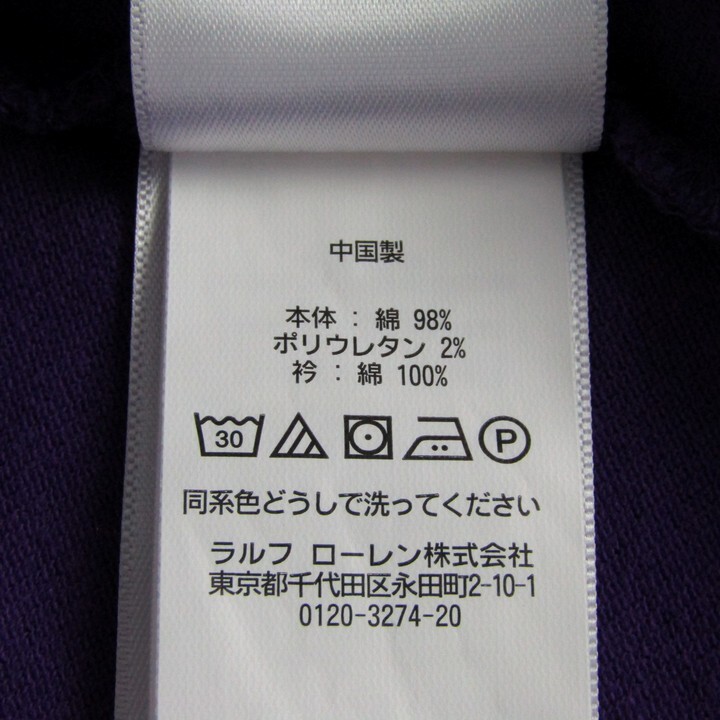 中国製
本体 : 綿 98%
ポリウレタン 2%
衿 : 綿 100%
30 P
同系色どうしで洗ってください
ラルフ ローレン株式会社
東京都千代田区永田町2-10-1
0120-3274-20